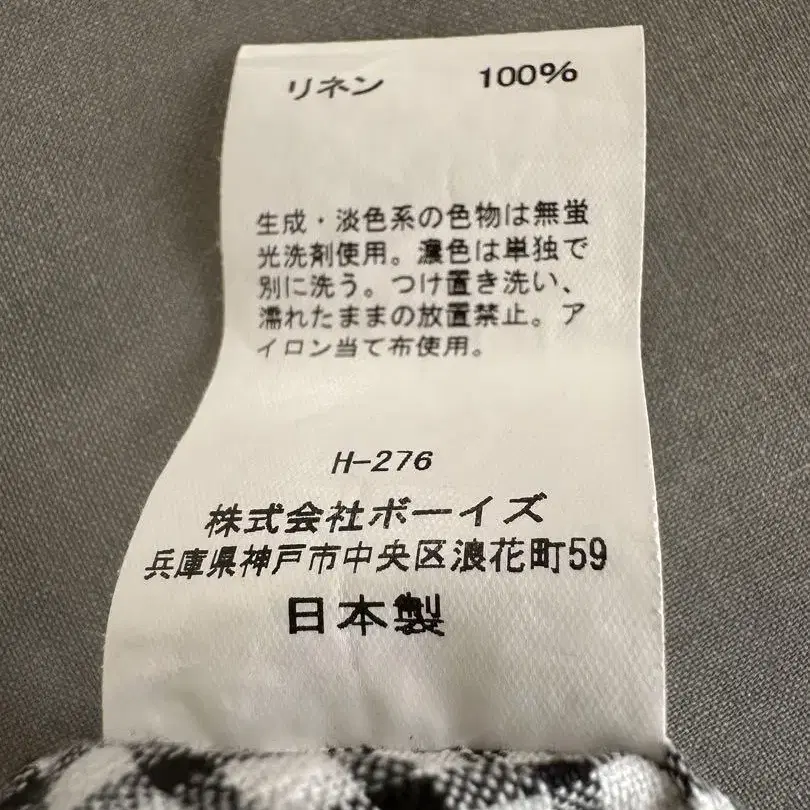 リネン 100%
生成・淡色系の色物は無蛍
光洗剤使用。濃色は単独で
別に洗う。つけ置き洗い、
濡れたままの放置禁止。ア
イロン当て布使用。
H-276
株式会社ボーイズ
兵庫県神戸市中央区浪花町59
日本製